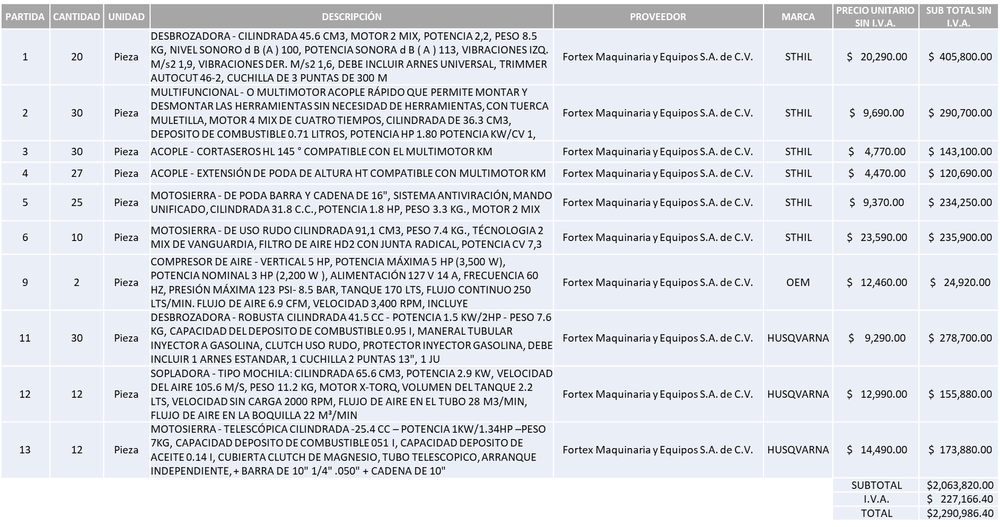 PARTIDA CANTIDAD UNIDAD DESCRIPCIÓN PROVEEDOR MARCA PRECIO UNITARIO SIN I.V.A. SUB TOTAL SIN I.V.A.
1 20 Pieza
DESBROZADORA - CILINDRADA 45.6 CM3, MOTOR 2 MIX, POTENCIA 2,2, PESO 8.5
KG, NIVEL SONORO d B (A ) 100, POTENCIA SONORA d B ( A ) 113, VIBRACIONES IZQ.
M/s2 1,9, VIBRACIONES DER. M/s2 1,6, DEBE INCLUIR ARNES UNIVERSAL, TRIMMER
AUTOCUT 46-2, CUCHILLA DE 3 PUNTAS DE 300 M
Fortex Maquinaria y Equipos S.A. de C.V. STHIL $ 20,290.00 $ 405,800.00
2 30 Pieza
MULTIFUNCIONAL - O MULTIMOTOR ACOPLE RÁPIDO QUE PERMITE MONTAR Y
DESMONTAR LAS HERRAMIENTAS SIN NECESIDAD DE HERRAMIENTAS, CON TUERCA
MULETILLA, MOTOR 4 MIX DE CUATRO TIEMPOS, CILINDRADA DE 36.3 CM3,
DEPOSITO DE COMBUSTIBLE 0.71 LITROS, POTENCIA HP 1.80 POTENCIA KW/CV 1,
Fortex Maquinaria y Equipos S.A. de C.V. STHIL $ 9,690.00 $ 290,700.00
3 30 Pieza ACOPLE - CORTASEROS HL 145 ° COMPATIBLE CON EL MULTIMOTOR KM Fortex Maquinaria y Equipos S.A. de C.V. STHIL $ 4,770.00 $ 143,100.00
4 27 Pieza ACOPLE - EXTENSIÓN DE PODA DE ALTURA HT COMPATIBLE CON MULTIMOTOR KM Fortex Maquinaria y Equipos S.A. de C.V. STHIL $ 4,470.00 $ 120,690.00
5 25 Pieza
MOTOSIERRA - DE PODA BARRA Y CADENA DE 16", SISTEMA ANTIVIRACIÓN, MANDO
UNIFICADO, CILINDRADA 31.8 C.C., POTENCIA 1.8 HP, PESO 3.3 KG., MOTOR 2 MIX
Fortex Maquinaria y Equipos S.A. de C.V. STHIL $ 9,370.00 $ 234,250.00
6 10 Pieza
MOTOSIERRA - DE USO RUDO CILINDRADA 91,1 CM3, PESO 7.4 KG., TÉCNOLOGIA 2
MIX DE VANGUARDIA, FILTRO DE AIRE HD2 CON JUNTA RADICAL, POTENCIA CV 7,3
Fortex Maquinaria y Equipos S.A. de C.V. STHIL $ 23,590.00 $ 235,900.00
9 2 Pieza
COMPRESOR DE AIRE - VERTICAL 5 HP, POTENCIA MÁXIMA 5 HP (3,500 W),
POTENCIA NOMINAL 3 HP (2,200 W ), ALIMENTACIÓN 127 V 14 A, FRECUENCIA 60
HZ, PRESIÓN MÁXIMA 123 PSI- 8.5 BAR, TANQUE 170 LTS, FLUJO CONTINUO 250
LTS/MIN. FLUJO DE AIRE 6.9 CFM, VELOCIDAD 3,400 RPM, INCLUYE
Fortex Maquinaria y Equipos S.A. de C.V. OEM $ 12,460.00 $ 24,920.00
11 30 Pieza
DESBROZADORA - ROBUSTA CILINDRADA 41.5 CC - POTENCIA 1.5 KW/2HP - PESO 7.6
KG, CAPACIDAD DEL DEPOSITO DE COMBUSTIBLE 0.95 I, MANERAL TUBULAR
INYECTOR A GASOLINA, CLUTCH USO RUDO, PROTECTOR INYECTOR GASOLINA, DEBE
INCLUIR 1 ARNES ESTANDAR, 1 CUCHILLA 2 PUNTAS 13", 1 JU
Fortex Maquinaria y Equipos S.A. de C.V. HUSQVARNA $ 9,290.00 $ 278,700.00
12 12 Pieza
SOPLADORA - TIPO MOCHILA: CILINDRADA 65.6 CM3, POTENCIA 2.9 KW, VELOCIDAD
DEL AIRE 105.6 M/S, PESO 11.2 KG, MOTOR X-TORQ, VOLUMEN DEL TANQUE 2.2
LTS, VELOCIDAD SIN CARGA 2000 RPM, FLUJO DE AIRE EN EL TUBO 28 M3/MIN,
FLUJO DE AIRE EN LA BOQUILLA 22 M³/MIN
Fortex Maquinaria y Equipos S.A. de C.V. HUSQVARNA $ 12,990.00 $ 155,880.00
13 12 Pieza
MOTOSIERRA - TELESCÓPICA CILINDRADA -25.4 CC – POTENCIA 1KW/1.34HP –PESO
7KG, CAPACIDAD DEPOSITO DE COMBUSTIBLE 051 I, CAPACIDAD DEPOSITO DE
ACEITE 0.14 I, CUBIERTA CLUTCH DE MAGNESIO, TUBO TELESCOPICO, ARRANQUE
INDEPENDIENTE, + BARRA DE 10" 1/4" .050" + CADENA DE 10"
Fortex Maquinaria y Equipos S.A. de C.V. HUSQVARNA $ 14,490.00 $ 173,880.00
SUBTOTAL $2,063,820.00
I.V.A. $ 227,166.40
TOTAL $2,290,986.40